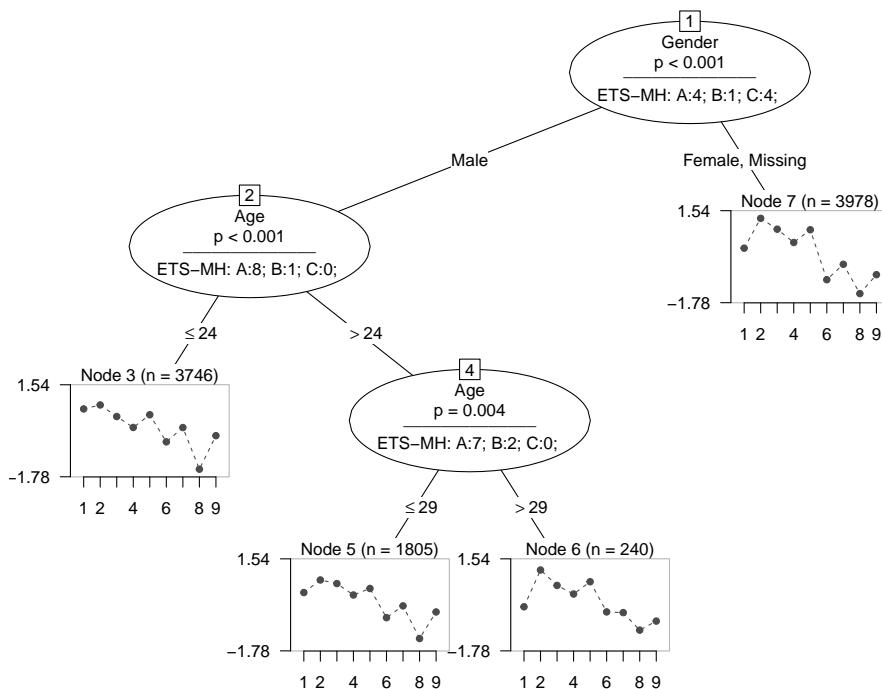 1
Gender
p < 0.001
ETS−MH: A:4; B:1; C:4;
Male
Female, Missing
2
Age
p < 0.001
ETS−MH: A:8; B:1; C:0;
Node 7 (n = 3978)
1.54
−1.78
1 2 4 6 8 9
≤ 24
> 24
Node 3 (n = 3746)
1.54
−1.78
1 2 4 6 8 9
4
Age
p = 0.004
ETS−MH: A:7; B:2; C:0;
≤ 29
> 29
Node 5 (n = 1805)
1.54
−1.78
1 2 4 6 8 9
Node 6 (n = 240)
1.54
−1.78
1 2 4 6 8 9